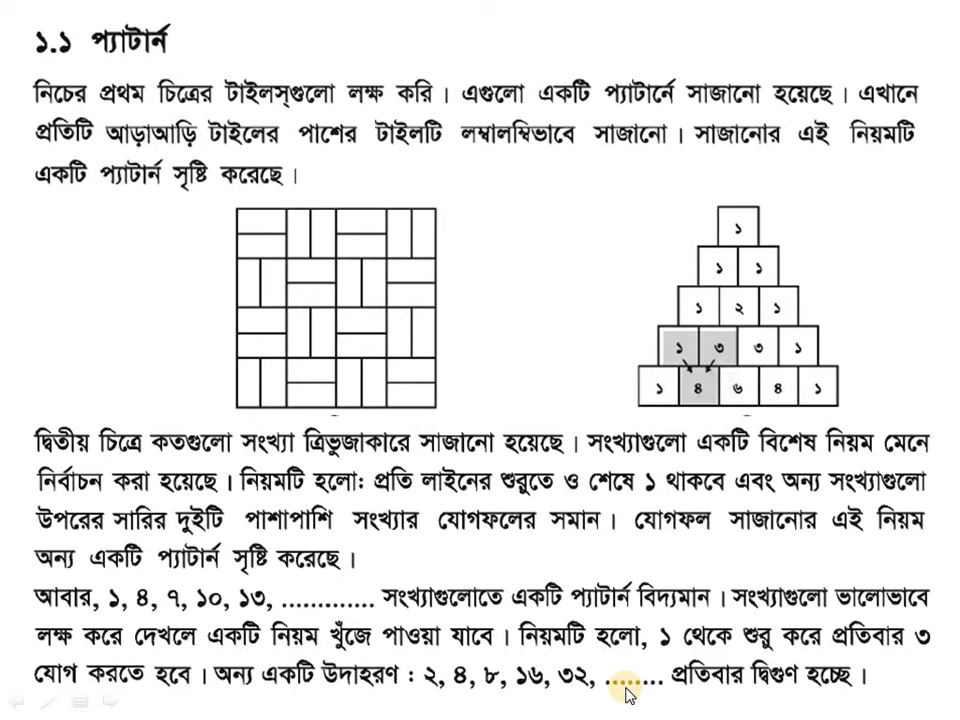 ১.১ প্যাটার্ন
নিচের প্রথম চিত্রের টাইলস্‌গুলো লক্ষ করি। এগুলো একটি প্যাটার্নে সাজানো হয়েছে। এখানে
প্রতিটি আড়াআড়ি টাইলের পাশের টাইলটি লম্বালম্বিভাবে সাজানো। সাজানোর এই নিয়মটি
একটি প্যাটার্ন সৃষ্টি করেছে।
১
১ ১
১ ২ ১
১ ৩ ৩ ১
১ ৪ ৬ ৪ ১
দ্বিতীয় চিত্রে কতগুলো সংখ্যা ত্রিভুজাকারে সাজানো হয়েছে। সংখ্যাগুলো একটি বিশেষ নিয়ম মেনে
নির্বাচন করা হয়েছে। নিয়মটি হলো: প্রতি লাইনের শুরুতে ও শেষে ১ থাকবে এবং অন্য সংখ্যাগুলো
উপরের সারির দুইটি পাশাপাশি সংখ্যার যোগফলের সমান। যোগফল সাজানোর এই নিয়ম
অন্য একটি প্যাটার্ন সৃষ্টি করেছে।
আবার, ১, ৪, ৭, ১০, ১৩, ............. সংখ্যাগুলোতে একটি প্যাটার্ন বিদ্যমান। সংখ্যাগুলো ভালোভাবে
লক্ষ করে দেখলে একটি নিয়ম খুঁজে পাওয়া যাবে। নিয়মটি হলো, ১ থেকে শুরু করে প্রতিবার ৩
যোগ করতে হবে। অন্য একটি উদাহরণ : ২, ৪, ৮, ১৬, ৩২, ........ প্রতিবার দ্বিগুণ হচ্ছে।